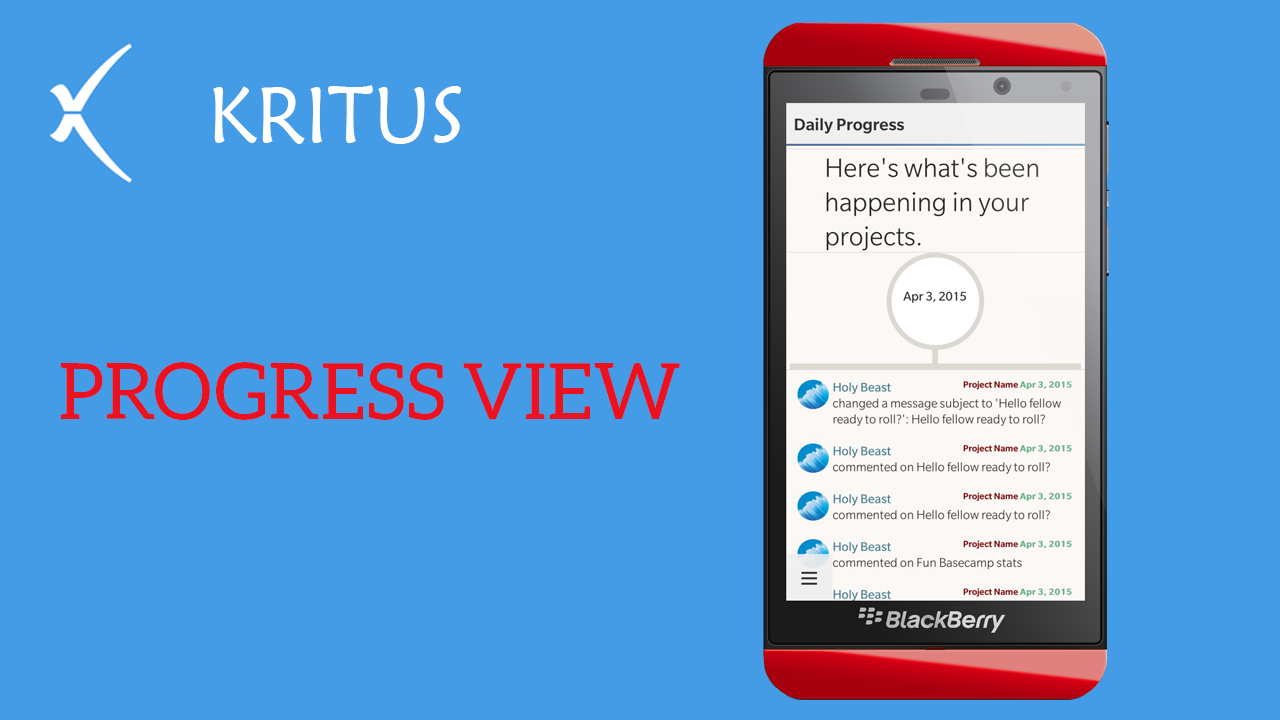 KRITUS
PROGRESS VIEW
Daily Progress
Here's what's been
happening in your
projects.
Apr 3, 2015
Holy Beast Project Name Apr 3, 2015
changed a message subject to 'Hello fellow
ready to roll?': Hello fellow ready to roll?
Holy Beast Project Name Apr 3, 2015
commented on Hello fellow ready to roll?
Holy Beast Project Name Apr 3, 2015
commented on Hello fellow ready to roll?
Holy Beast Project Name Apr 3, 2015
commented on Fun Basecamp stats
Holy Beast Project Name Apr 3, 2015
BlackBerry